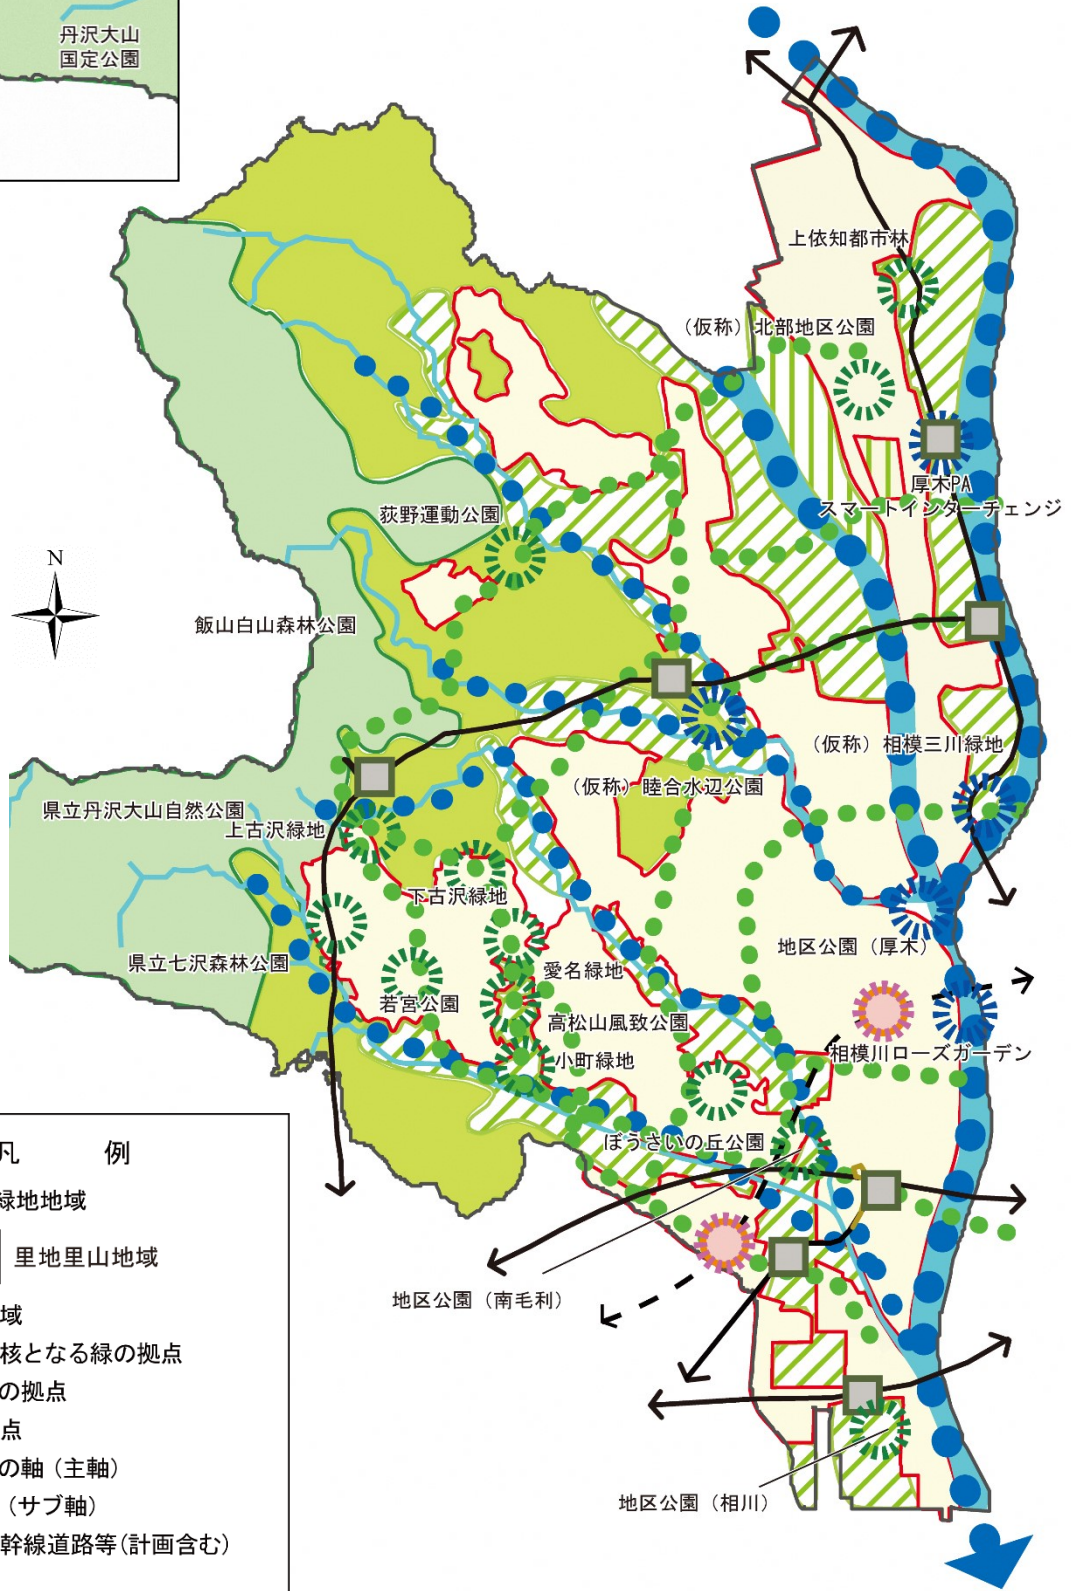 丹沢大山
国定公園
上依知都市林
（仮称）北部地区公園
厚木PA
スマートインターチェンジ
荻野運動公園
N
飯山白山森林公園
（仮称）相模三川緑地
（仮称）睦合水辺公園
県立丹沢大山自然公園
上古沢緑地
下古沢緑地
地区公園（厚木）
県立七沢森林公園
愛名緑地
若宮公園
高松山風致公園
相模川ローズガーデン
小町緑地
ぼうさいの丘公園
凡 例
緑地地域
里地里山地域
域
核となる緑の拠点
の拠点
点
の軸（主軸）
（サブ軸）
幹線道路等（計画含む）
地区公園（南毛利）
地区公園（相川）